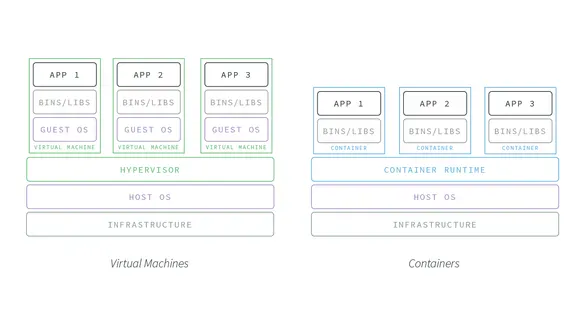 APP 1
BINS/LIBS
GUEST OS
VIRTUAL MACHINE
APP 2
BINS/LIBS
GUEST OS
VIRTUAL MACHINE
APP 3
BINS/LIBS
GUEST OS
VIRTUAL MACHINE
HYPERVISOR
HOST OS
INFRASTRUCTURE
Virtual Machines
APP 1
BINS/LIBS
CONTAINER
APP 2
BINS/LIBS
CONTAINER
APP 3
BINS/LIBS
CONTAINER
CONTAINER RUNTIME
HOST OS
INFRASTRUCTURE
Containers